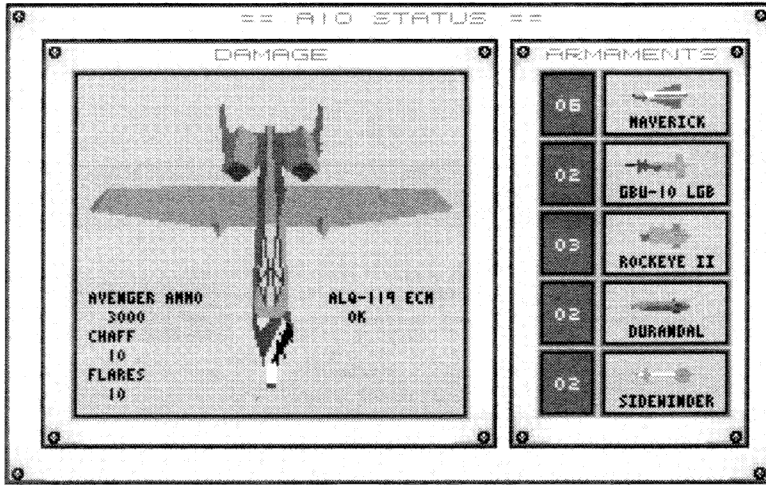 == A10 STATUS ==
DAMAGE
AVENGER AMMO
3000
CHAFF
10
FLARES
10
ALQ-119 ECM
OK
ARMAMENTS
06
MAVERICK
02
GBU-10 LGB
03
ROCKEYE II
02
DURANDAL
02
SIDEWINDER